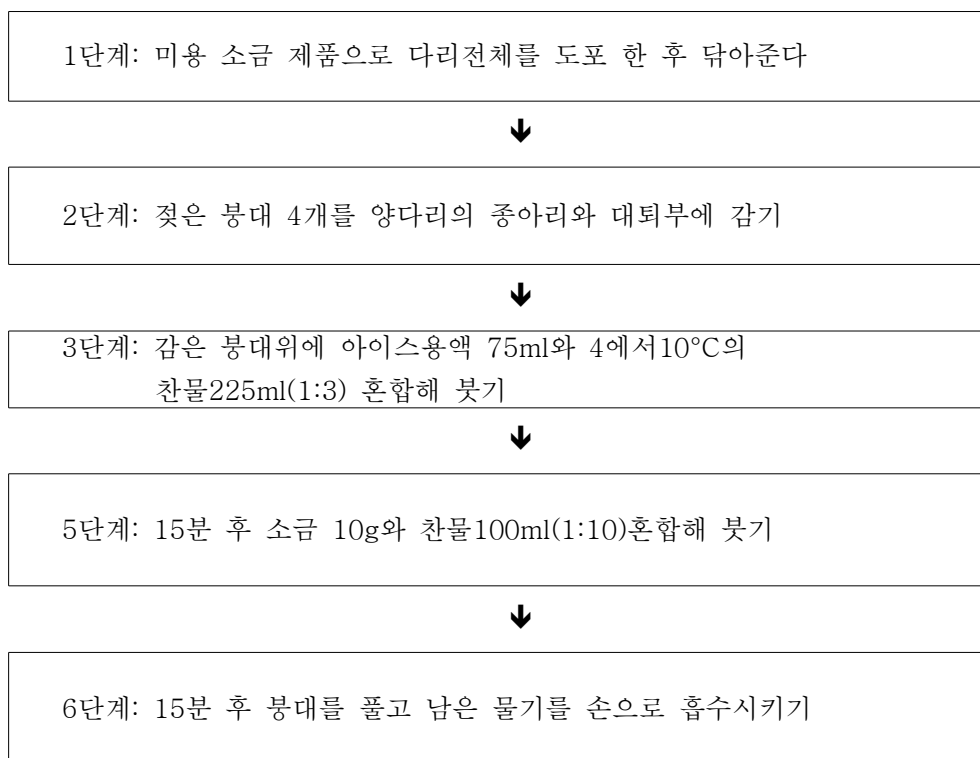 1단계: 미용 소금 제품으로 다리전체를 도포 한 후 닦아준다
2단계: 젖은 붕대 4개를 양다리의 종아리와 대퇴부에 감기
3단계: 감은 붕대위에 아이스용액 75ml와 4에서10°C의
찬물225ml(1:3) 혼합해 붓기
5단계: 15분 후 소금 10g와 찬물100ml(1:10)혼합해 붓기
6단계: 15분 후 붕대를 풀고 남은 물기를 손으로 흡수시키기